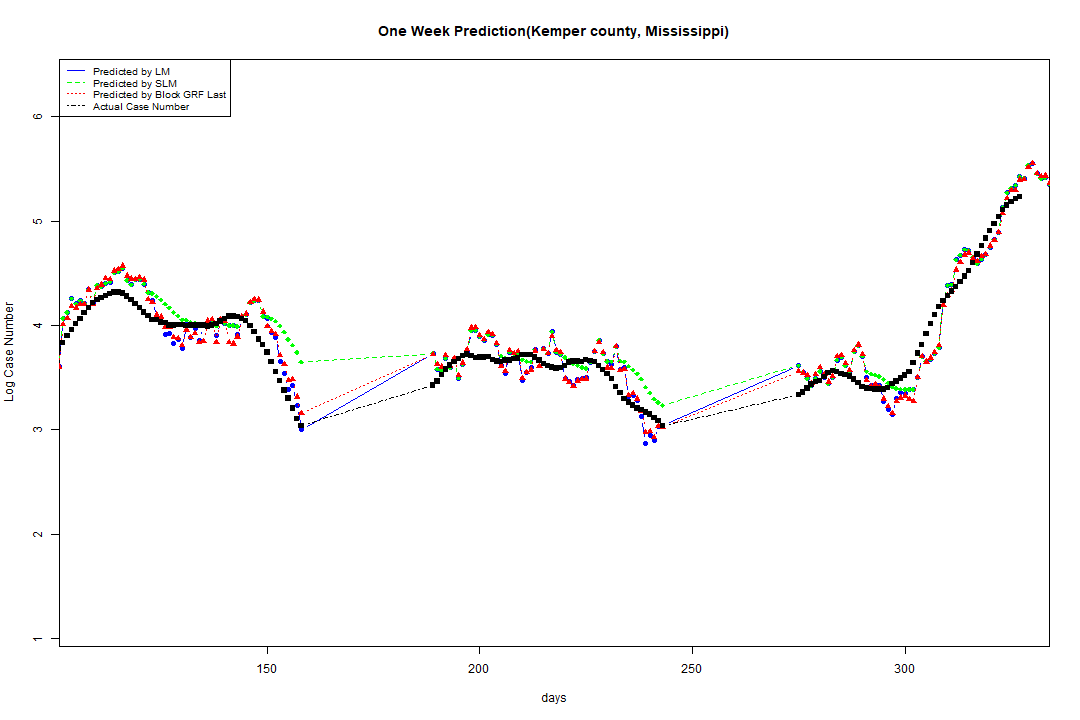 One Week Prediction(Kemper county, Mississippi)
Predicted by LM
Predicted by SLM
Predicted by Block GRF Last
Actual Case Number
6
5
4
3
2
1
Log Case Number
150 200 250 300
days